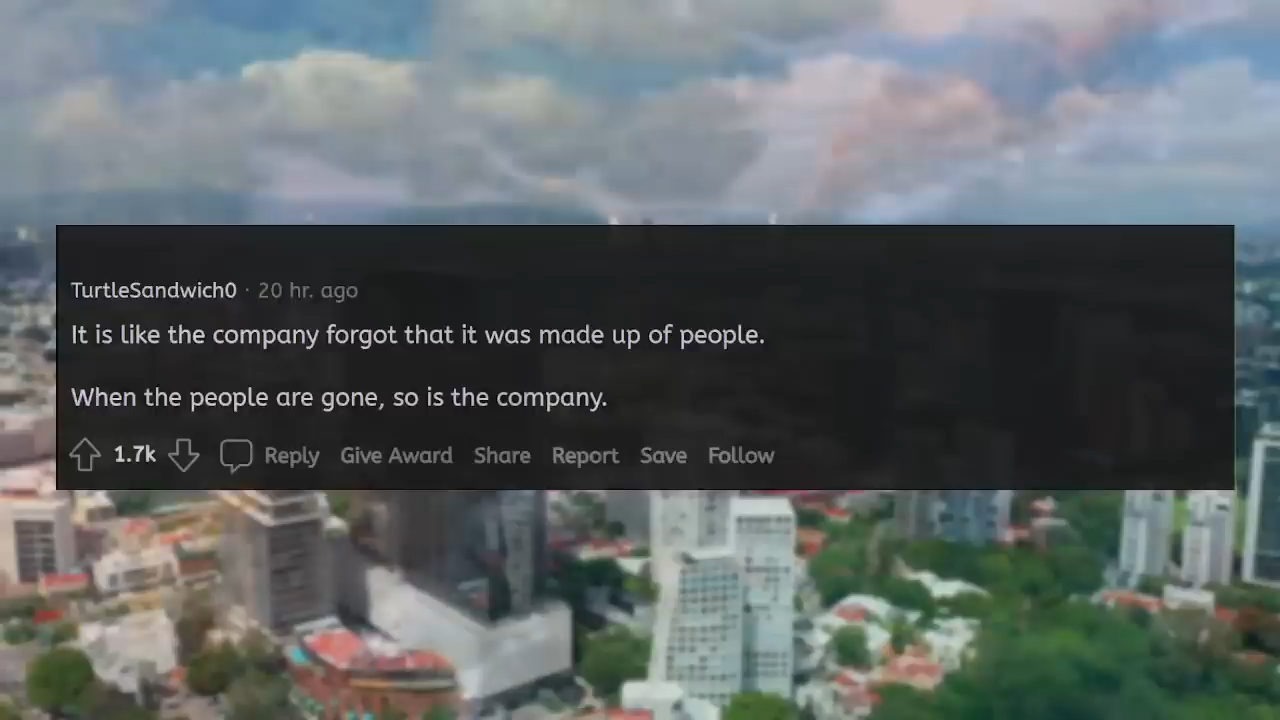 TurtleSandwich0 · 20 hr. ago
It is like the company forgot that it was made up of people.
When the people are gone, so is the company.
1.7k Reply Give Award Share Report Save Follow